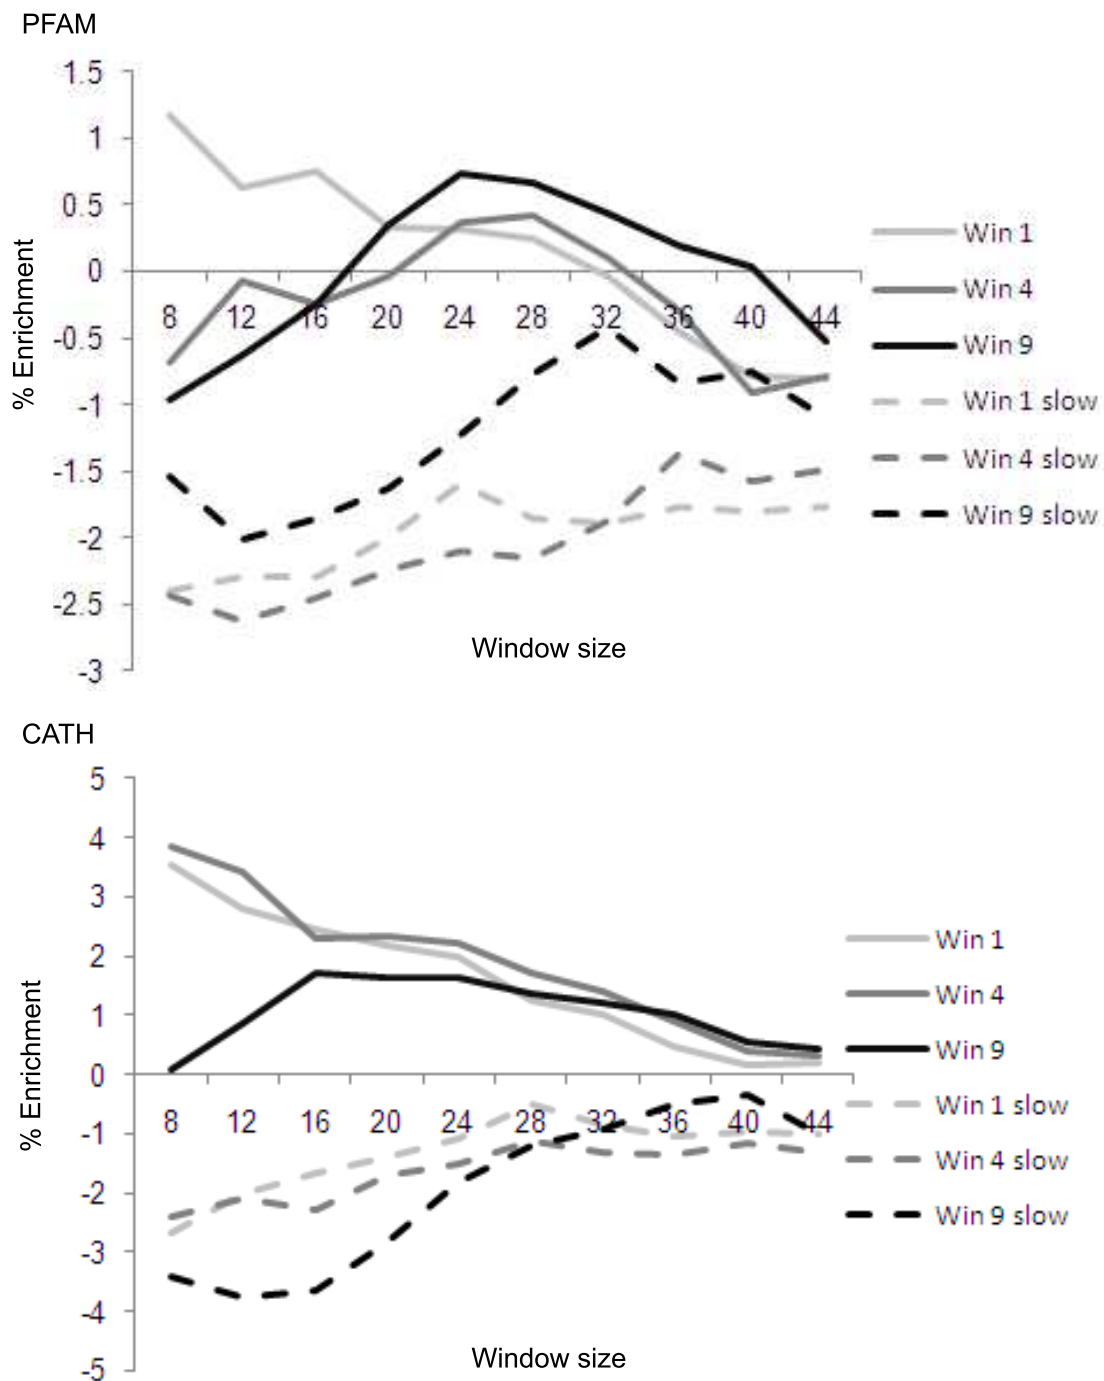 PFAM
1.5
1
0.5
0
-0.5
-1
-1.5
-2
-2.5
-3
% Enrichment
8 12 16 20 24 28 32 36 40 44
Window size
Win 1
Win 4
Win 9
Win 1 slow
Win 4 slow
Win 9 slow
CATH
5
4
3
2
1
0
-1
-2
-3
-4
-5
% Enrichment
8 12 16 20 24 28 32 36 40 44
Window size
Win 1
Win 4
Win 9
Win 1 slow
Win 4 slow
Win 9 slow